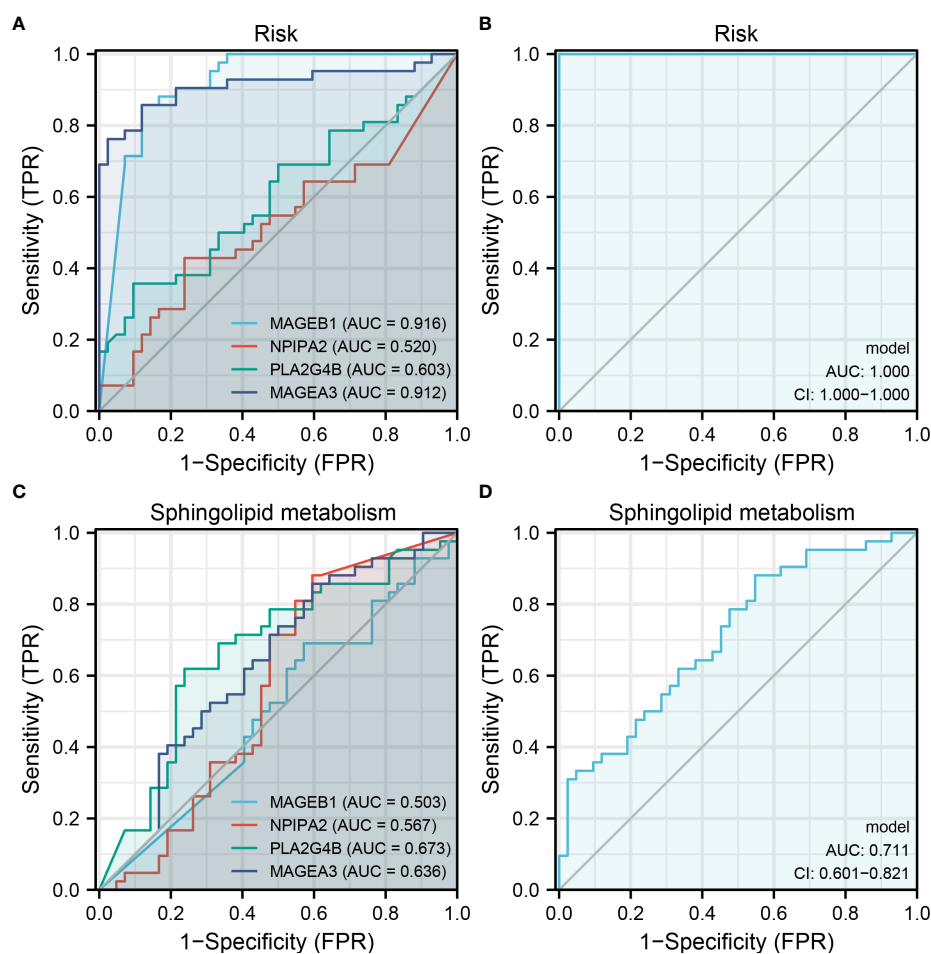 A
Risk
1.0
0.8
0.6
0.4
0.2
0.0
Sensitivity (TPR)
MAGEB1 (AUC = 0.916)
NPIPA2 (AUC = 0.520)
PLA2G4B (AUC = 0.603)
MAGEA3 (AUC = 0.912)
0.0 0.2 0.4 0.6 0.8 1.0
1−Specificity (FPR)
B
Risk
1.0
0.8
0.6
0.4
0.2
0.0
Sensitivity (TPR)
model
AUC: 1.000
CI: 1.000−1.000
0.0 0.2 0.4 0.6 0.8 1.0
1−Specificity (FPR)
C
Sphingolipid metabolism
1.0
0.8
0.6
0.4
0.2
0.0
Sensitivity (TPR)
MAGEB1 (AUC = 0.503)
NPIPA2 (AUC = 0.567)
PLA2G4B (AUC = 0.673)
MAGEA3 (AUC = 0.636)
0.0 0.2 0.4 0.6 0.8 1.0
1−Specificity (FPR)
D
Sphingolipid metabolism
1.0
0.8
0.6
0.4
0.2
0.0
Sensitivity (TPR)
model
AUC: 0.711
CI: 0.601−0.821
0.0 0.2 0.4 0.6 0.8 1.0
1−Specificity (FPR)